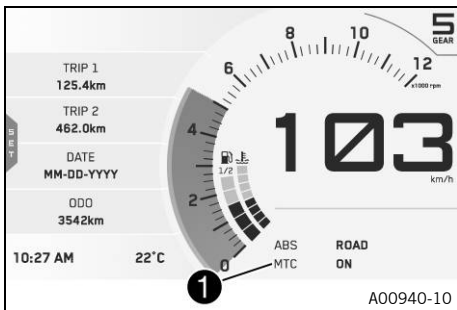 TRIP 1
125.4km
TRIP 2
462.0km
DATE
MM-DD-YYYY
ODO
3542km
10:27 AM 22°C
SET
0
2
4
6
8
10
12
x1000 rpm
5
GEAR
1/2
103
km/h
ABS ROAD
MTC ON
1
A00940-10